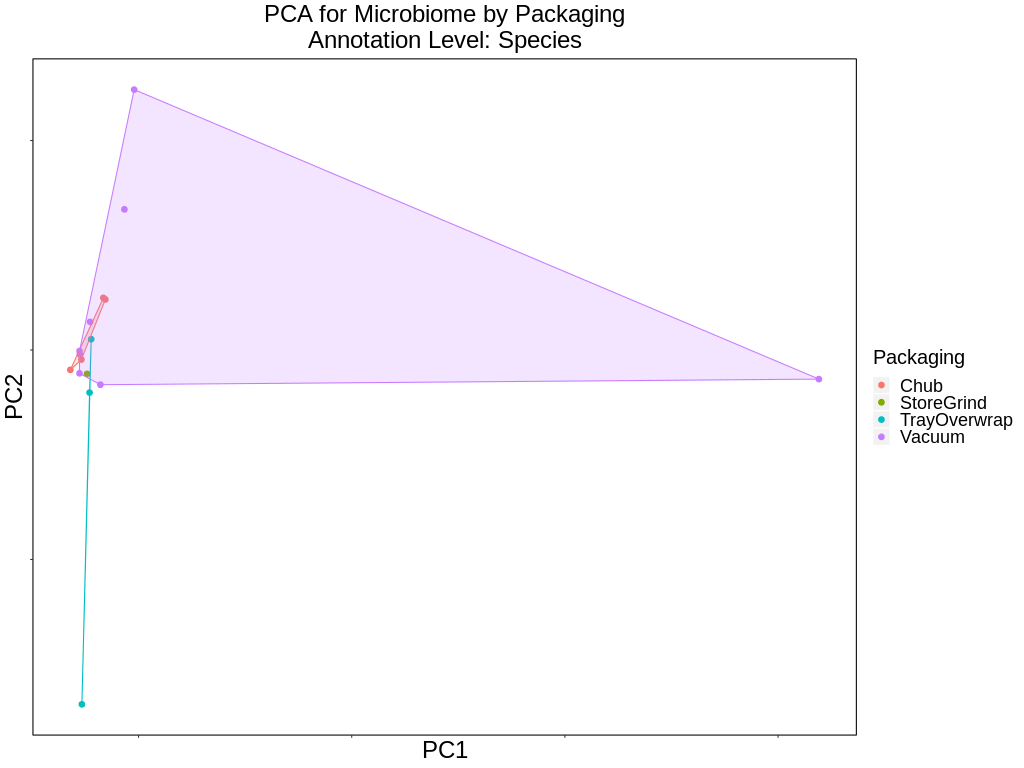 PCA for Microbiome by Packaging
Annotation Level: Species
PC2
PC1
Packaging
Chub
StoreGrind
TrayOverwrap
Vacuum